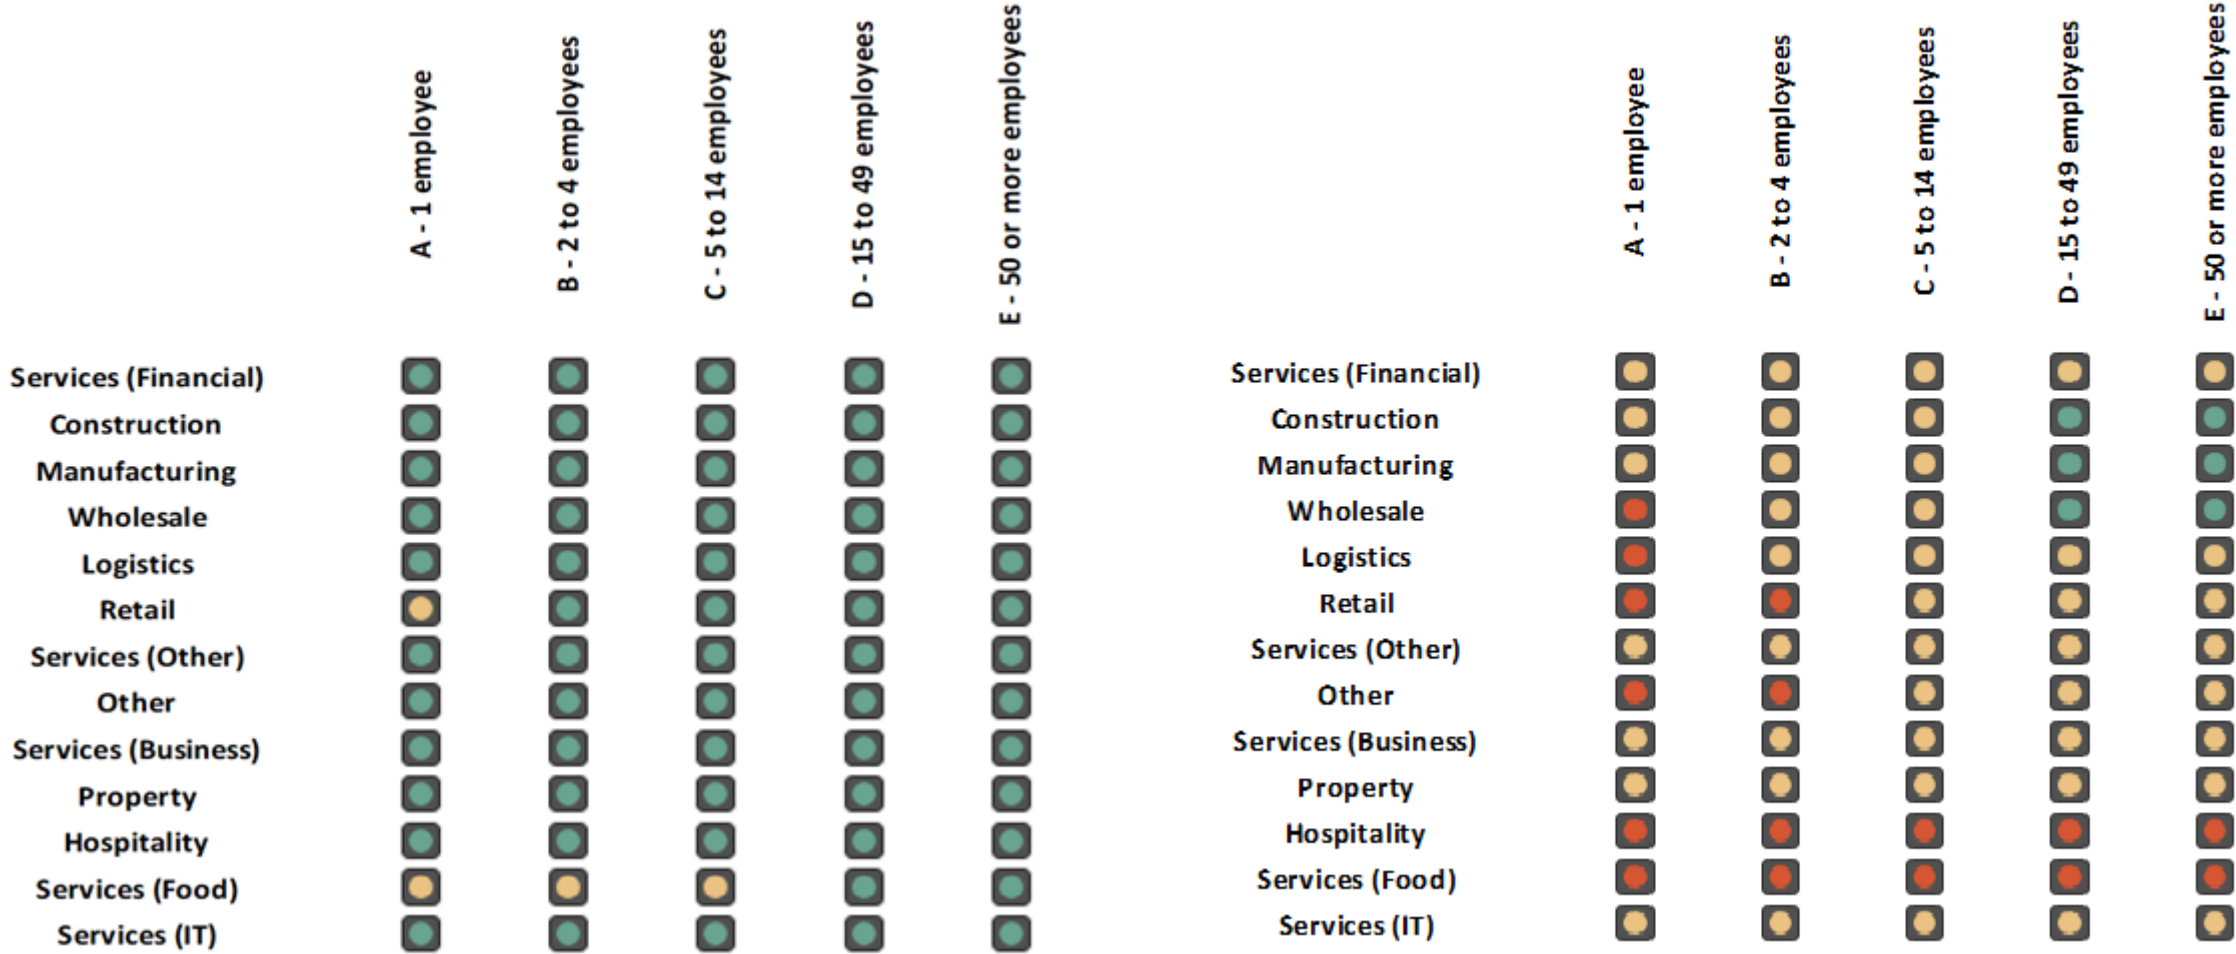 A - 1 employee
B - 2 to 4 employees
C - 5 to 14 employees
D - 15 to 49 employees
E - 50 or more employees
Services (Financial)
Construction
Manufacturing
Wholesale
Logistics
Retail
Services (Other)
Other
Services (Business)
Property
Hospitality
Services (Food)
Services (IT)
A - 1 employee
B - 2 to 4 employees
C - 5 to 14 employees
D - 15 to 49 employees
E - 50 or more employees
Services (Financial)
Construction
Manufacturing
Wholesale
Logistics
Retail
Services (Other)
Other
Services (Business)
Property
Hospitality
Services (Food)
Services (IT)